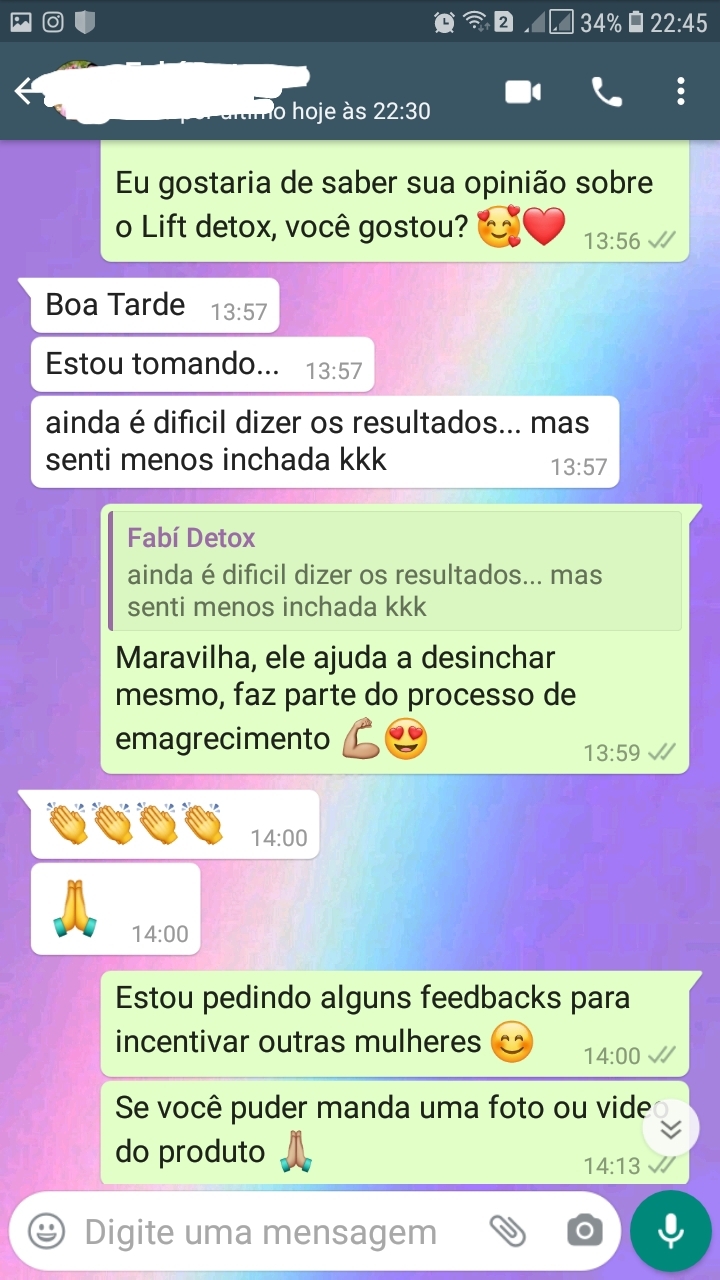 2 34% 22:45
último hoje às 22:30
Eu gostaria de saber sua opinião sobre
o Lift detox, você gostou? 🥰❤️ 13:56
Boa Tarde 13:57
Estou tomando... 13:57
ainda é dificil dizer os resultados... mas
senti menos inchada kkk 13:57
Fabí Detox
ainda é dificil dizer os resultados... mas
senti menos inchada kkk
Maravilha, ele ajuda a desinchar
mesmo, faz parte do processo de
emagrecimento 💪🏽😍 13:59
👏👏👏👏 14:00
🙏 14:00
Estou pedindo alguns feedbacks para
incentivar outras mulheres 😊 14:00
Se você puder manda uma foto ou video
do produto 🙏🏽 14:13
Digite uma mensagem